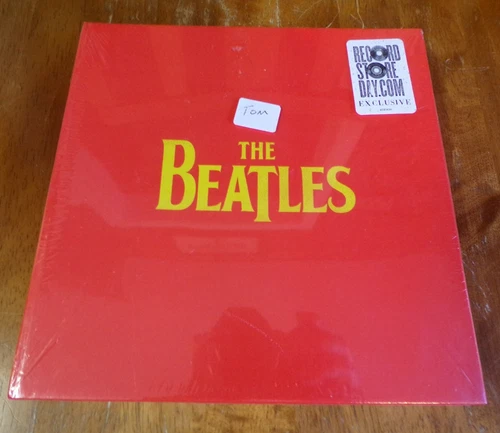 RECORD
STORE
DAY.COM
EXCLUSIVE
TOM
THE
BEATLES